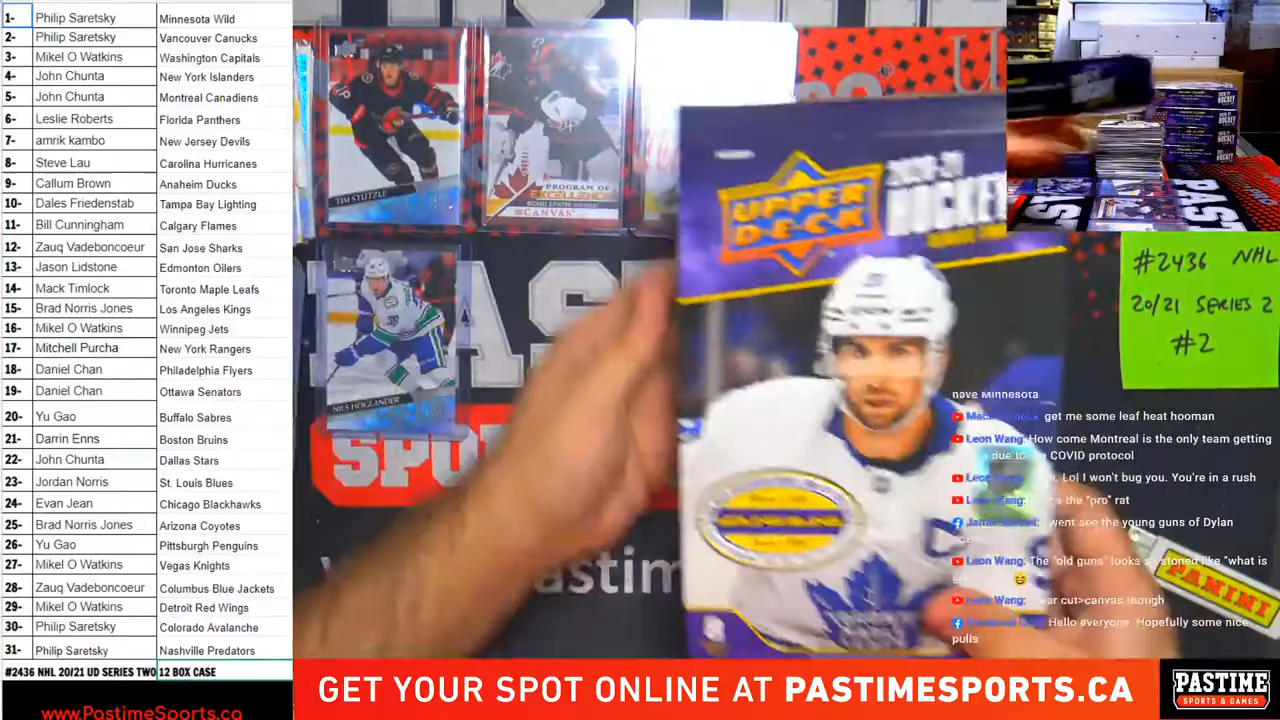 1- Philip Saretsky Minnesota Wild
2- Philip Saretsky Vancouver Canucks
3- Mikel O Watkins Washington Capitals
4- John Chunta New York Islanders
5- John Chunta Montreal Canadiens
6- Leslie Roberts Florida Panthers
7- amrik kambo New Jersey Devils
8- Steve Lau Carolina Hurricanes
9- Callum Brown Anaheim Ducks
10- Dales Friedenstab Tampa Bay Lighting
11- Bill Cunningham Calgary Flames
12- Zauq Vadeboncoeur San Jose Sharks
13- Jason Lidstone Edmonton Oilers
14- Mack Timlock Toronto Maple Leafs
15- Brad Norris Jones Los Angeles Kings
16- Mikel O Watkins Winnipeg Jets
17- Mitchell Purcha New York Rangers
18- Daniel Chan Philadelphia Flyers
19- Daniel Chan Ottawa Senators
20- Yu Gao Buffalo Sabres
21- Darrin Enns Boston Bruins
22- John Chunta Dallas Stars
23- Jordan Norris St. Louis Blues
24- Evan Jean Chicago Blackhawks
25- Brad Norris Jones Arizona Coyotes
26- Yu Gao Pittsburgh Penguins
27- Mikel O Watkins Vegas Knights
28- Zauq Vadeboncoeur Columbus Blue Jackets
29- Mikel O Watkins Detroit Red Wings
30- Philip Saretsky Colorado Avalanche
31- Philip Saretsky Nashville Predators
#2436 NHL 20/21 UD SERIES TWO 12 BOX CASE
www.PastimeSports.ca
TIM STUTZLE
PROGRAM OF
EXCELLENCE
CANVAS
NILS HOGLANDER
UPPER
DECK
#2436 NHL
20/21 SERIES 2
#2
have Minnesota
get me some leaf heat hooman
Leon Wang: How come Montreal is the only team getting
due to COVID protocol
Lol I won't bug you. You're in a rush
the "pro" rat
went see the young guns of Dylan
Leon Wang: The "old guns" looks stoned like "what is
cut>canvas though
Hello everyone. Hopefully some nice
pulls
PANINI
GET YOUR SPOT ONLINE AT PASTIMESPORTS.CA
PASTIME
SPORTS & GAMES